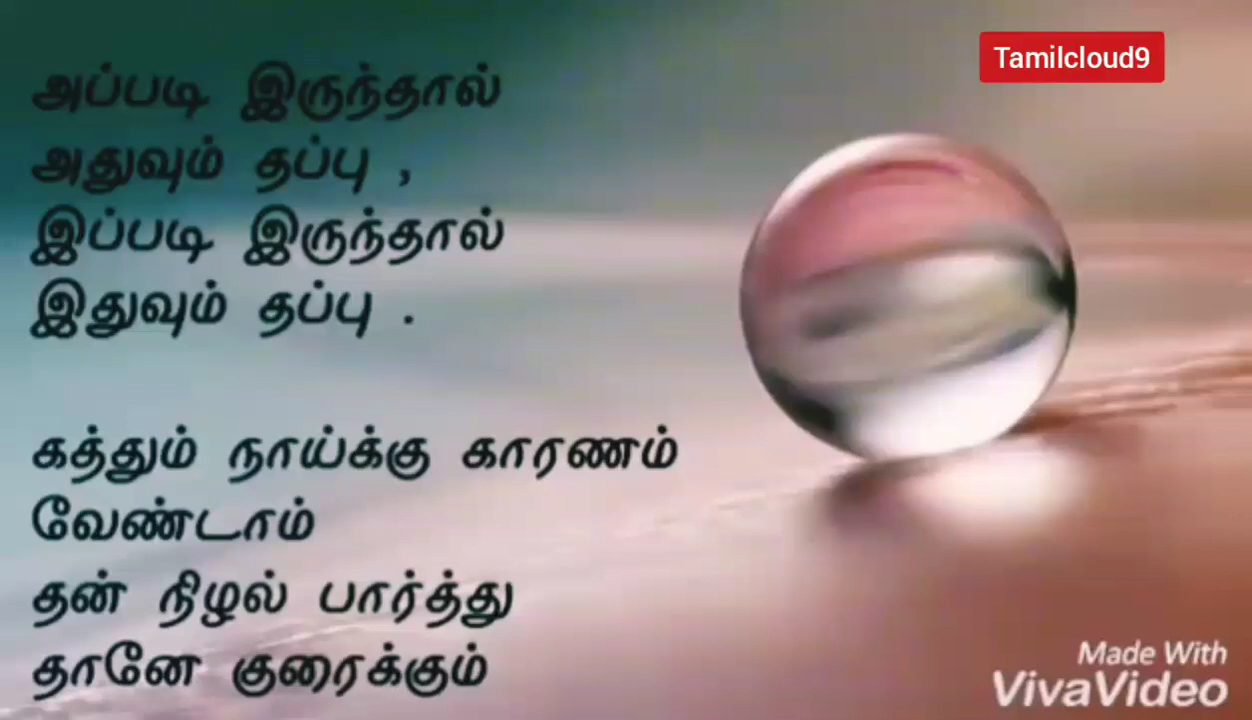 Tamilcloud9
அப்படி இருந்தால்
அதுவும் தப்பு ,
இப்படி இருந்தால்
இதுவும் தப்பு .
கத்தும் நாய்க்கு காரணம்
வேண்டாம்
தன் நிழல் பார்த்து
தானே குரைக்கும்
Made With
VivaVideo